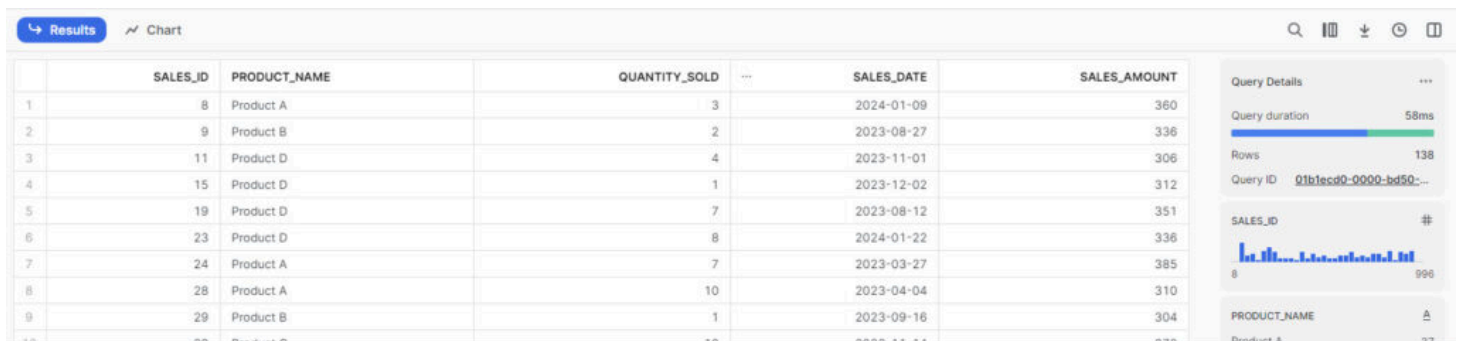 Results Chart
SALES_ID PRODUCT_NAME QUANTITY_SOLD ... SALES_DATE SALES_AMOUNT
1 8 Product A 3 2024-01-09 360
2 9 Product B 2 2023-08-27 336
3 11 Product D 4 2023-11-01 306
4 15 Product D 1 2023-12-02 312
5 19 Product D 7 2023-08-12 351
6 23 Product D 8 2024-01-22 336
7 24 Product A 7 2023-03-27 385
8 28 Product A 10 2023-04-04 310
9 29 Product B 1 2023-09-16 304
Query Details ...
Query duration 58ms
Rows 138
Query ID 01b1ecd0-0000-bd50-...
SALES_ID #
8 996
PRODUCT_NAME A
Product A